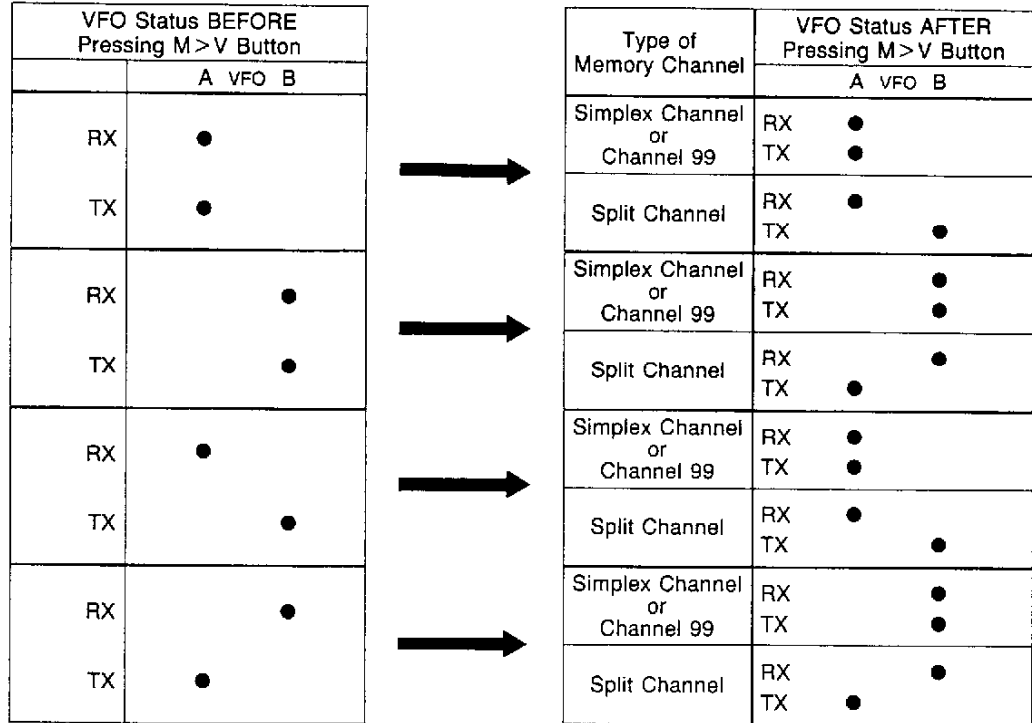 VFO Status BEFORE
Pressing M>V Button
A VFO B
RX ●
TX ●
RX ●
TX ●
RX ●
TX ●
RX ●
TX ●
Type of
Memory Channel
VFO Status AFTER
Pressing M>V Button
A VFO B
Simplex Channel
or
Channel 99
RX ●
TX ●
Split Channel
RX ●
TX ●
Simplex Channel
or
Channel 99
RX ●
TX ●
Split Channel
RX ●
TX ●
Simplex Channel
or
Channel 99
RX ●
TX ●
Split Channel
RX ●
TX ●
Simplex Channel
or
Channel 99
RX ●
TX ●
Split Channel
RX ●
TX ●